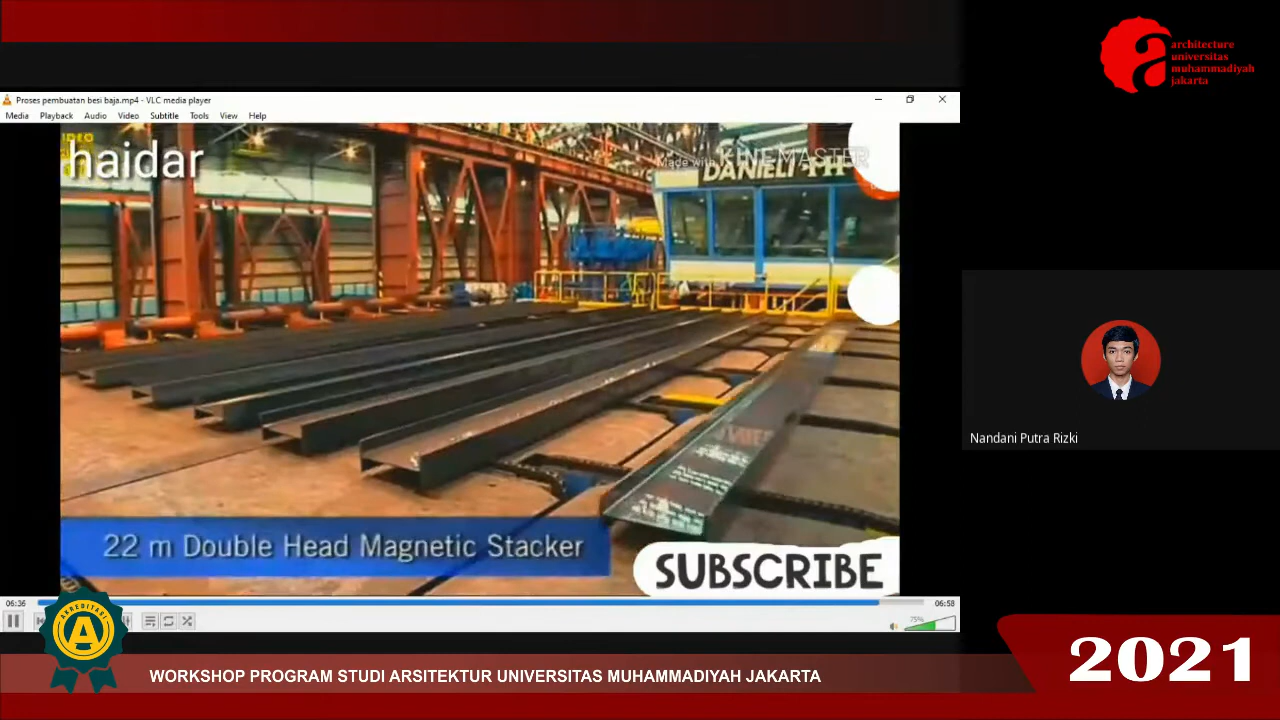 architecture
universitas
muhammadiyah
jakarta
Proses pembuatan besi baja.mp4 - VLC media player
Media Playback Audio Video Subtitle Tools View Help
haidar
Made with KINEMASTER
DANIELI
22 m Double Head Magnetic Stacker
SUBSCRIBE
Nandani Putra Rizki
06:36
06:58
75%
AKREDITASI
A
WORKSHOP PROGRAM STUDI ARSITEKTUR UNIVERSITAS MUHAMMADIYAH JAKARTA
2021